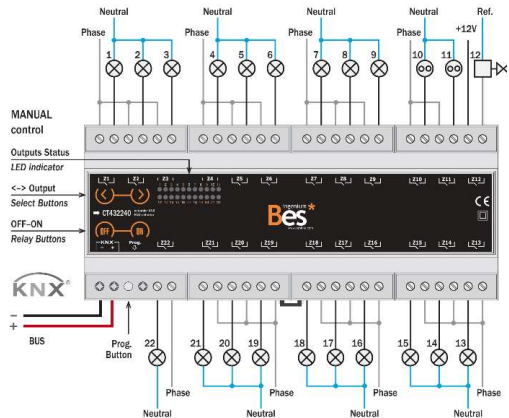 Neutral Neutral Neutral Neutral Ref.
Phase Phase Phase Phase +12V
1 2 3 4 5 6 7 8 9 10 11 12
MANUAL
control
Outputs Status
LED indicator
<-> Output
Select Buttons
OFF-ON
Relay Buttons
Z1 Z2 Z3 Z4 Z5 Z6 Z7 Z8 Z9 Z10 Z11 Z12
< >
CT432240
ingenium
Bes*
CE
OFF ON
KNX Prog.
- +
Z22 Z21 Z20 Z19 Z18 Z17 Z16 Z15 Z14 Z13
KNX®
-
+
BUS
Prog.
Button
22 21 20 19 18 17 16 15 14 13
Phase Phase Phase Phase
Neutral Neutral Neutral Neutral